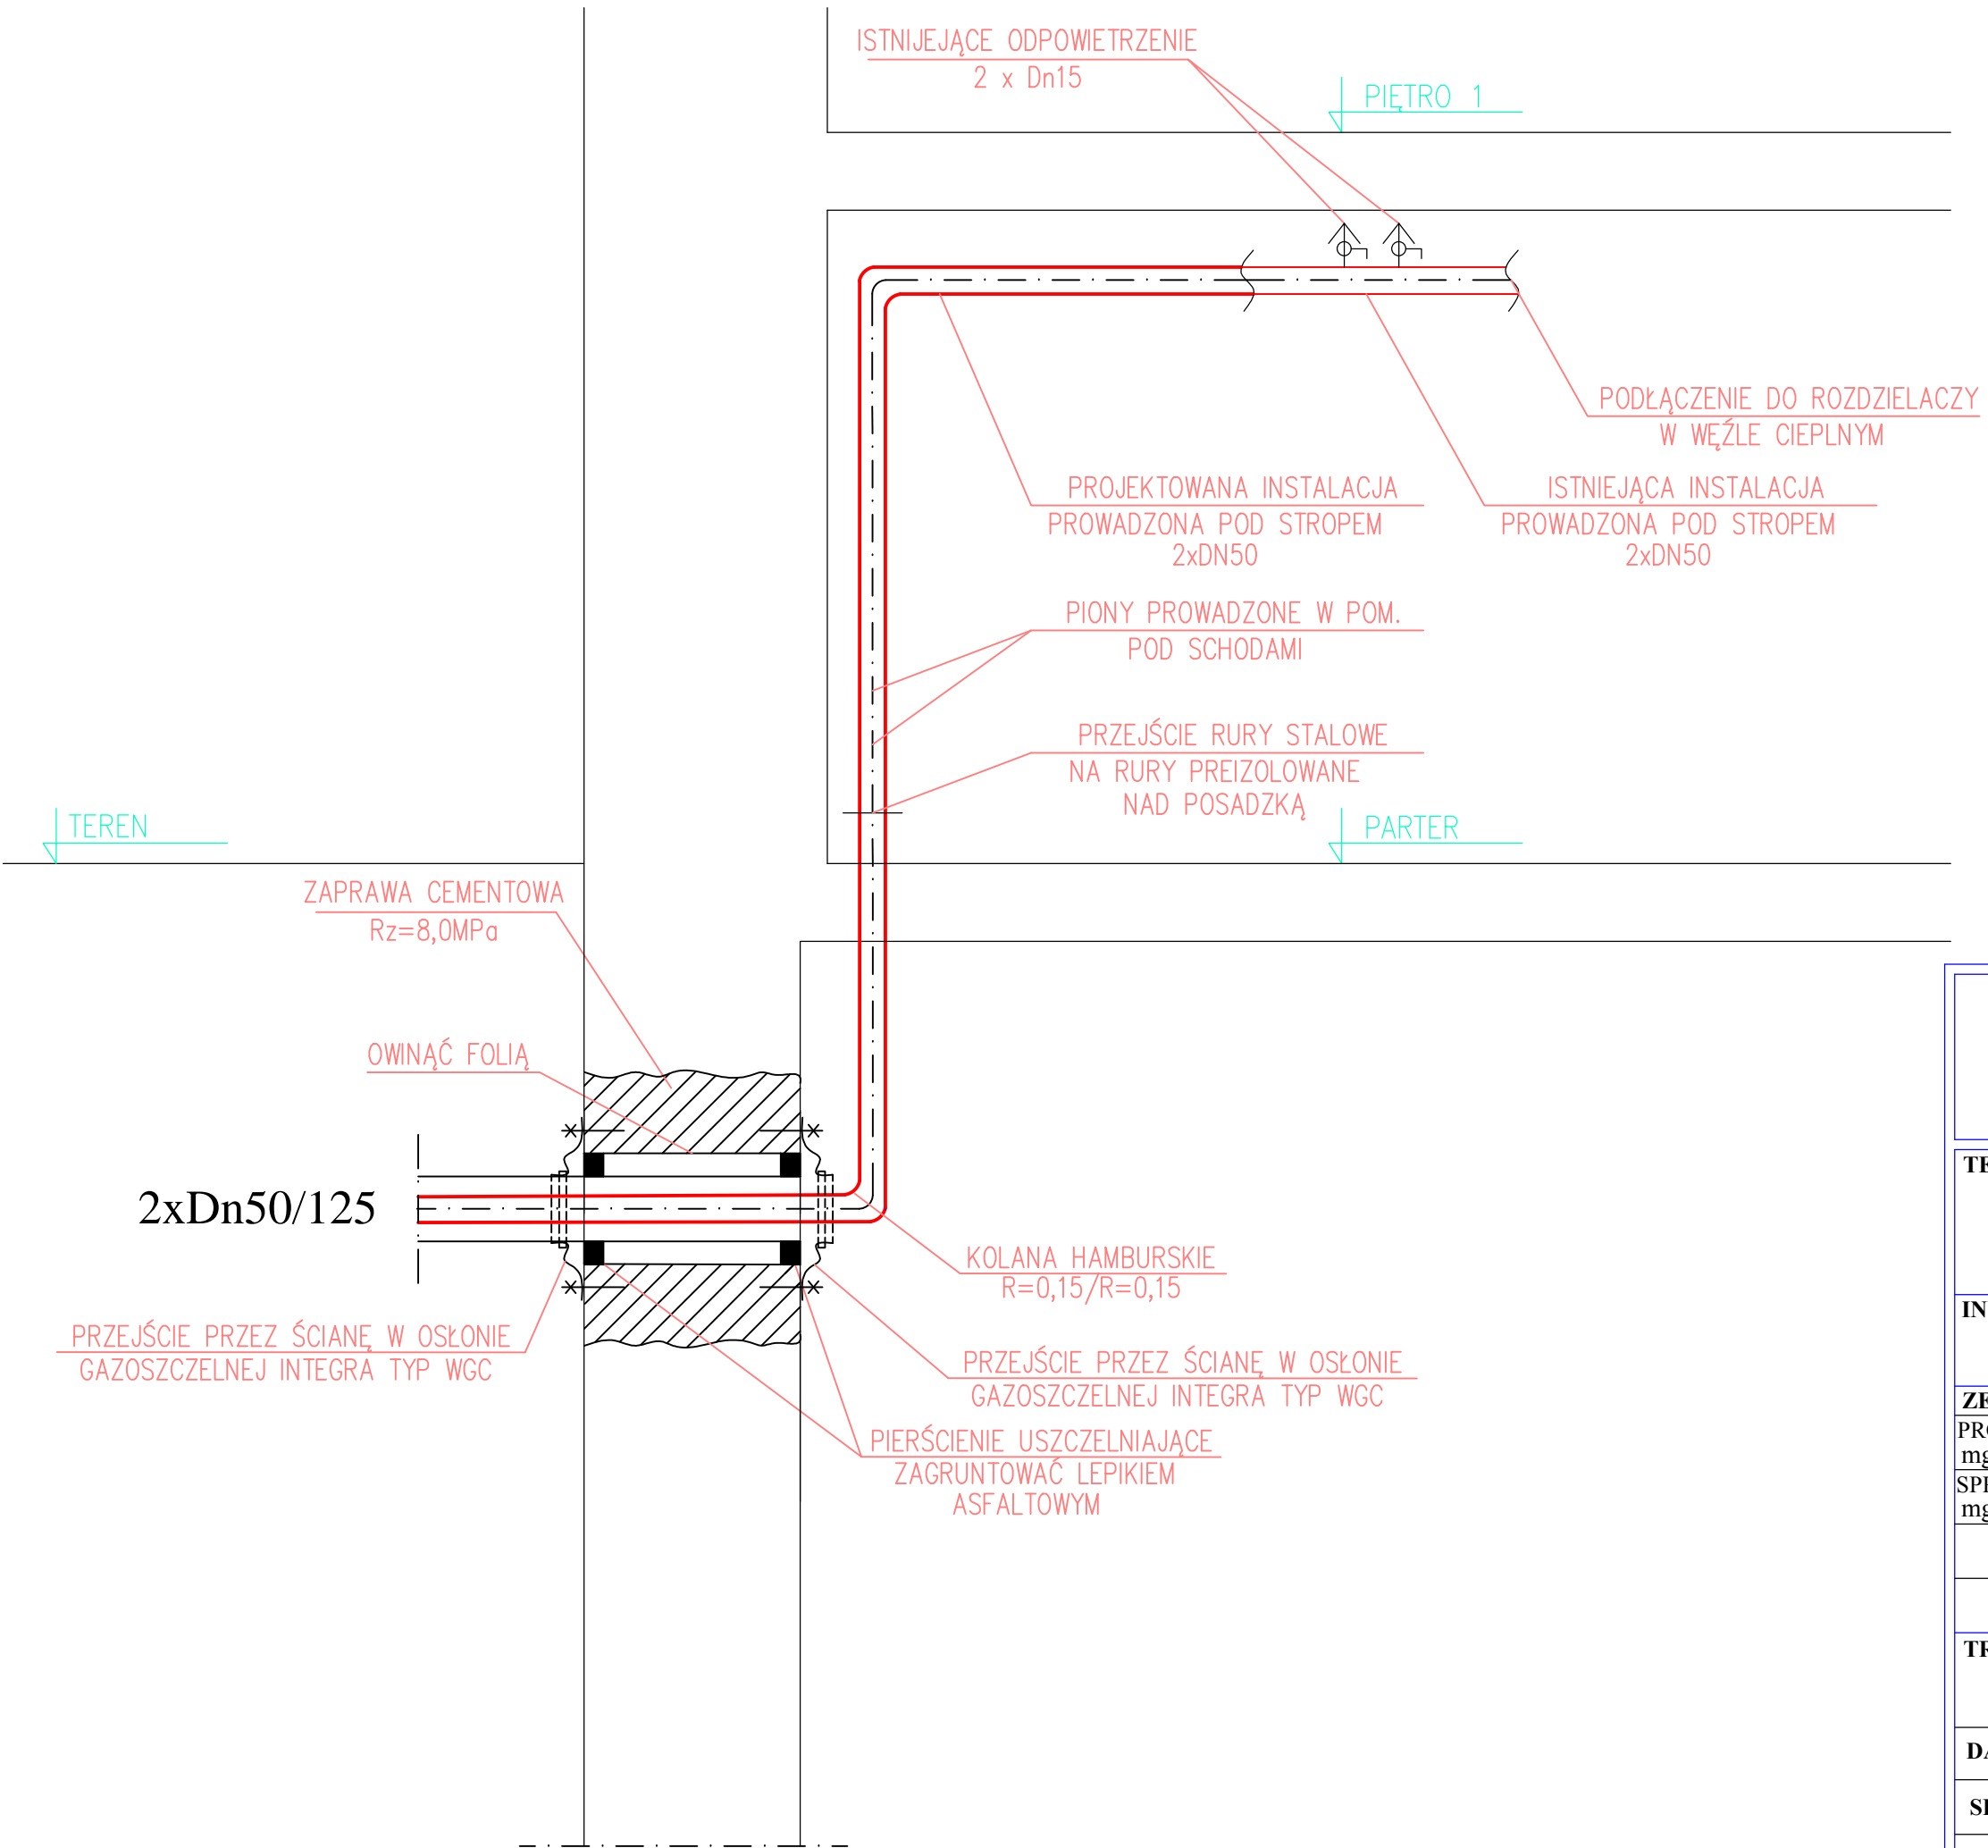 ISTNIJEJĄCE ODPOWIETRZENIE
2 x Dn15
PIĘTRO 1
PODŁĄCZENIE DO ROZDZIELACZY
W WĘŹLE CIEPLNYM
PROJEKTOWANA INSTALACJA
PROWADZONA POD STROPEM
2xDN50
ISTNIEJĄCA INSTALACJA
PROWADZONA POD STROPEM
2xDN50
PIONY PROWADZONE W POM.
POD SCHODAMI
PRZEJŚCIE RURY STALOWE
NA RURY PREIZOLOWANE
NAD POSADZKĄ
TEREN
PARTER
ZAPRAWA CEMENTOWA
Rz=8,0MPa
OWINĄĆ FOLIĄ
2xDn50/125
KOLANA HAMBURSKIE
R=0,15/R=0,15
PRZEJŚCIE PRZEZ ŚCIANĘ W OSŁONIE
GAZOSZCZELNEJ INTEGRA TYP WGC
PRZEJŚCIE PRZEZ ŚCIANĘ W OSŁONIE
GAZOSZCZELNEJ INTEGRA TYP WGC
PIERŚCIENIE USZCZELNIAJĄCE
ZAGRUNTOWAĆ LEPIKIEM
ASFALTOWYM